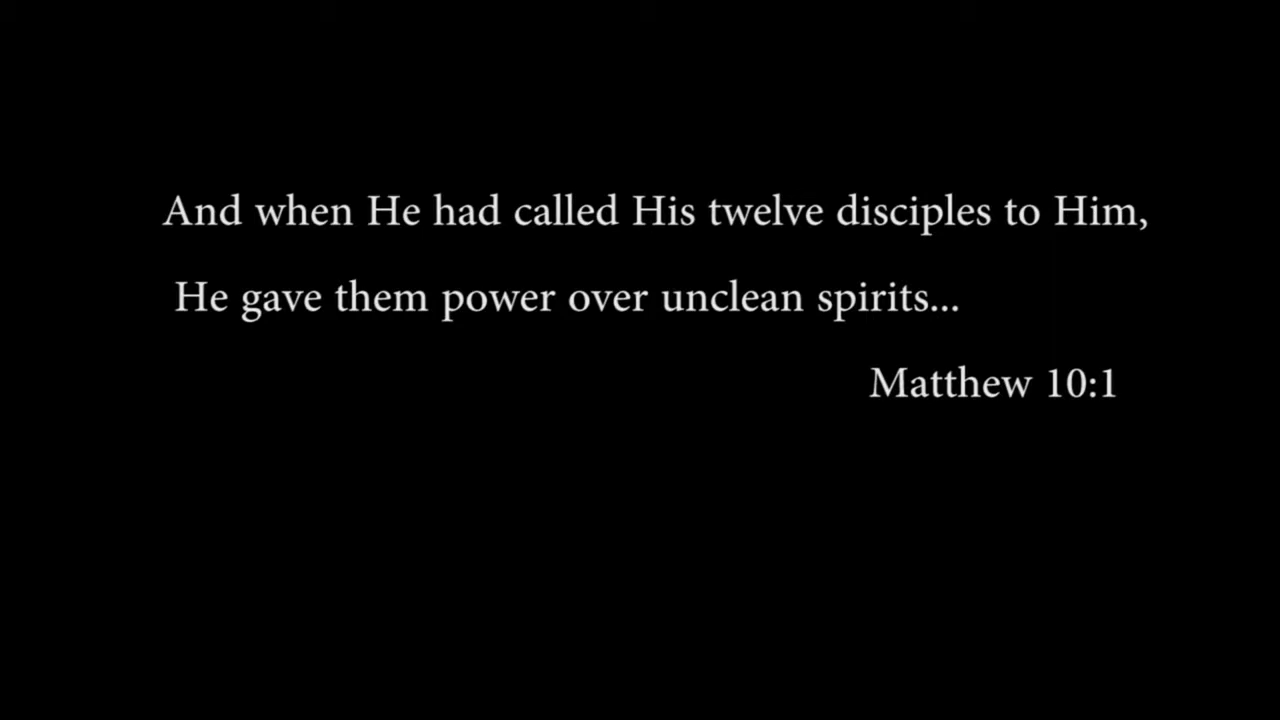 And when He had called His twelve disciples to Him,
He gave them power over unclean spirits...
Matthew 10:1